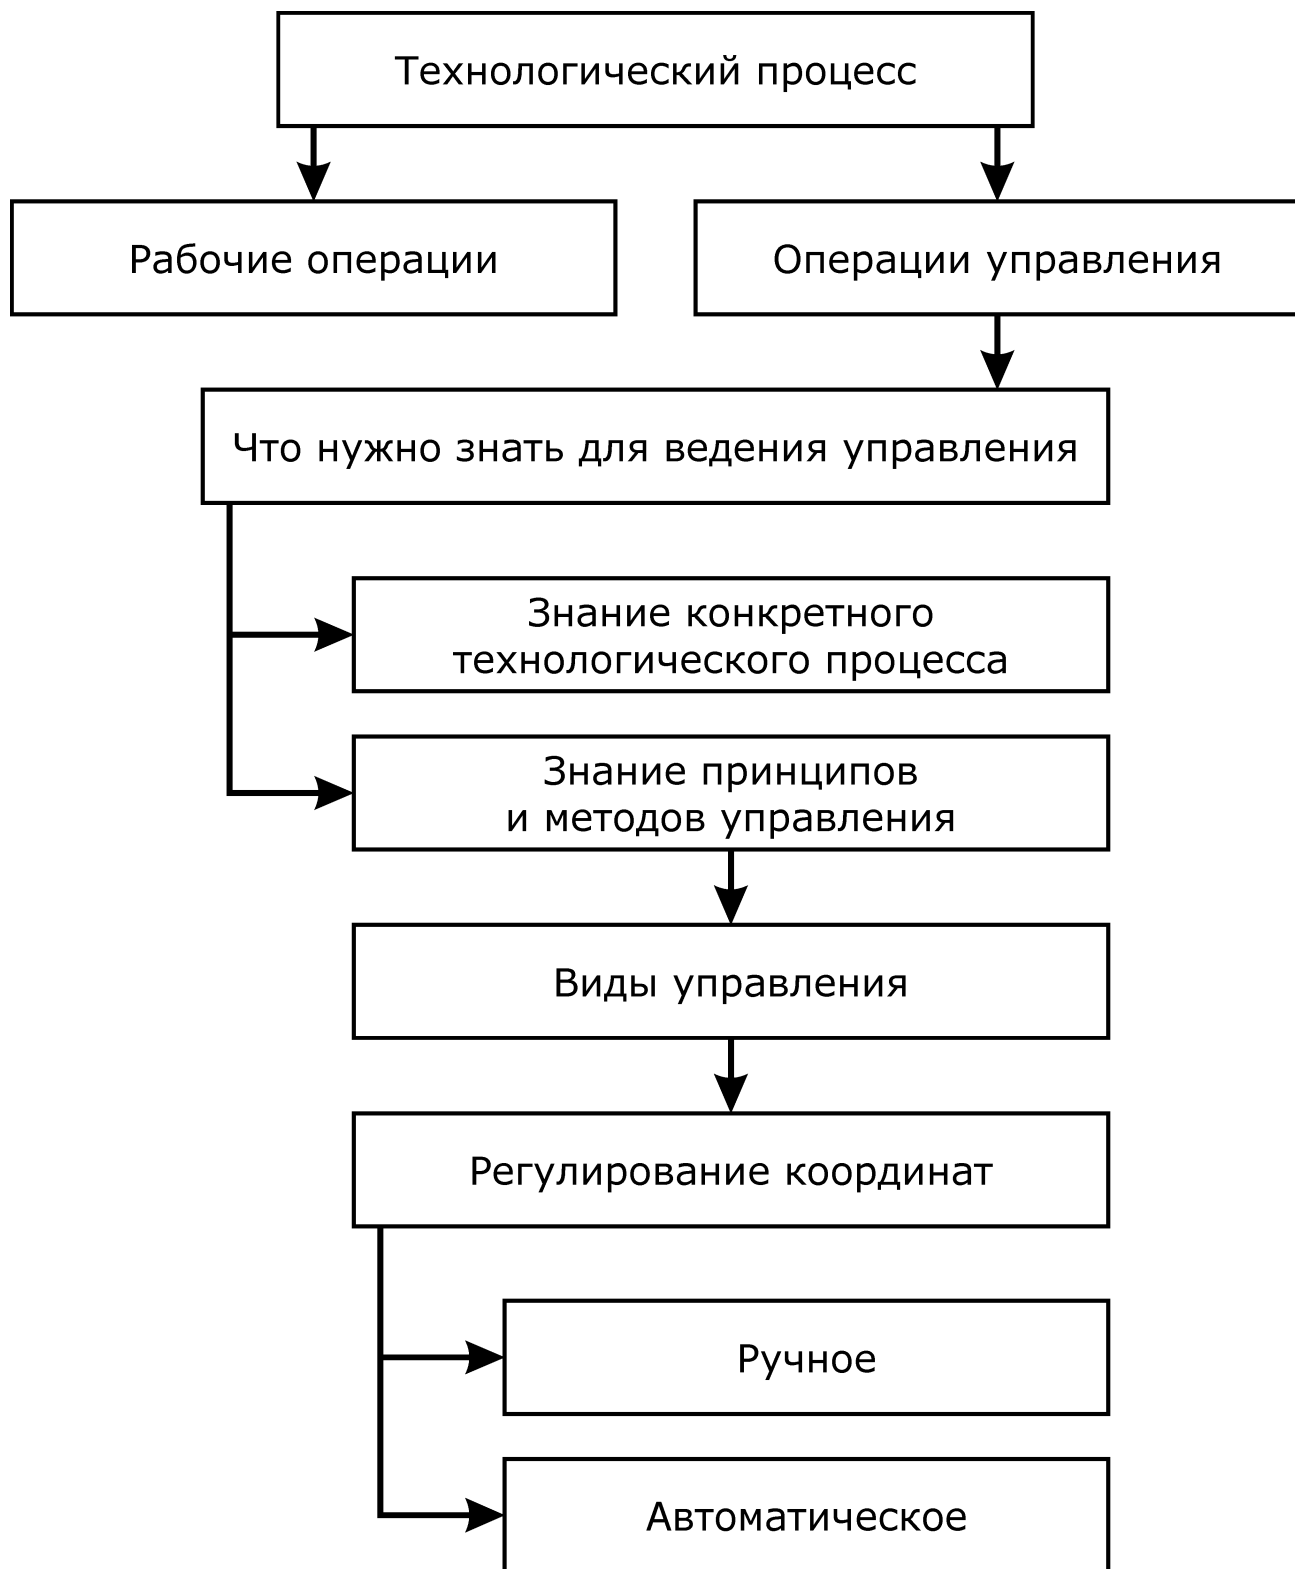 Технологический процесс
Рабочие операции
Операции управления
Что нужно знать для ведения управления
Знание конкретного
технологического процесса
Знание принципов
и методов управления
Виды управления
Регулирование координат
Ручное
Автоматическое